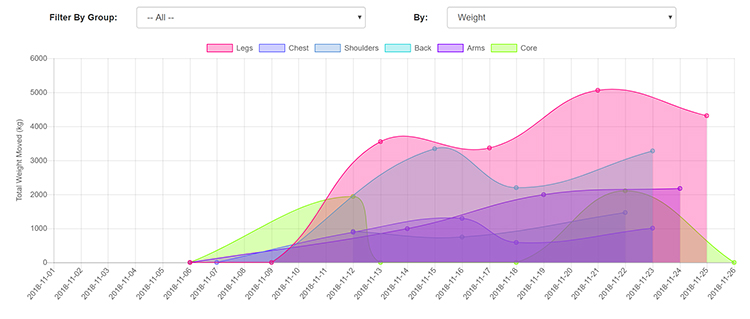 Filter By Group: -- All -- By: Weight
Legs Chest Shoulders Back Arms Core
6000
5000
4000
3000
2000
1000
0
Total Weight Moved (kg)
2018-11-01 2018-11-02 2018-11-03 2018-11-04 2018-11-05 2018-11-06 2018-11-07 2018-11-08 2018-11-09 2018-11-10 2018-11-11 2018-11-12 2018-11-13 2018-11-14 2018-11-15 2018-11-16 2018-11-17 2018-11-18 2018-11-19 2018-11-20 2018-11-21 2018-11-22 2018-11-23 2018-11-24 2018-11-25 2018-11-26